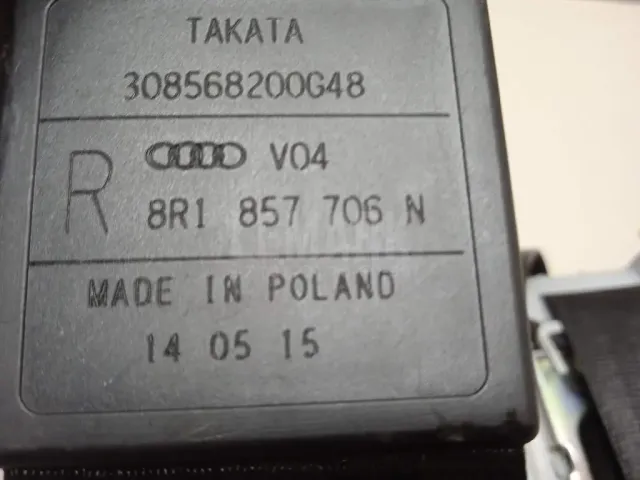 TAKATA
308568200G48
R V04
8R1 857 706 N
MADE IN POLAND
14 05 15